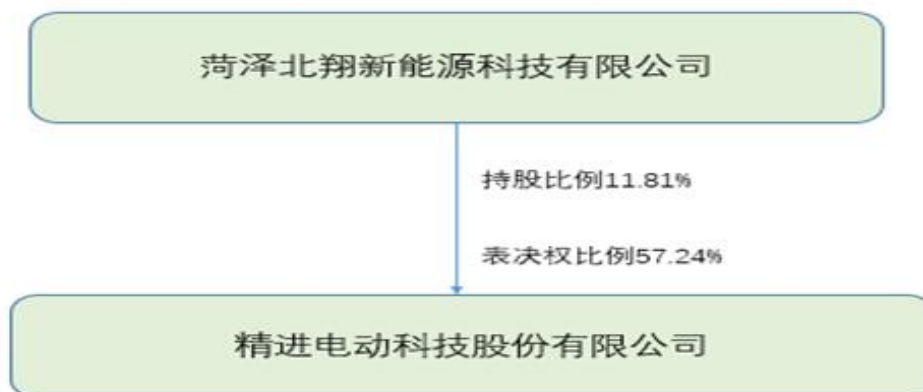 菏泽北翔新能源科技有限公司
持股比例11.81%
表决权比例57.24%
精进电动科技股份有限公司